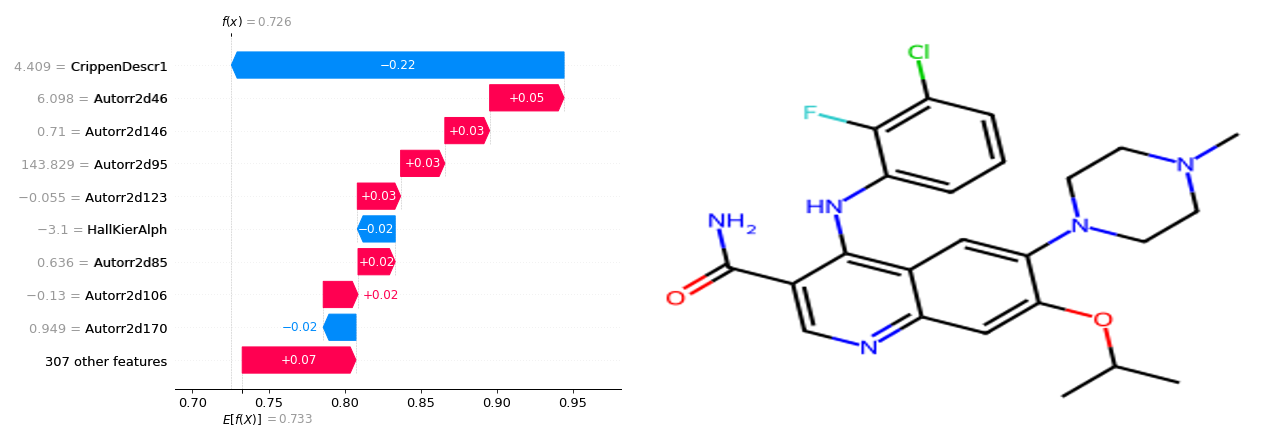 f(x) = 0.726
4.409 = CrippenDescr1
−0.22
6.098 = Autorr2d46
+0.05
0.71 = Autorr2d146
+0.03
143.829 = Autorr2d95
+0.03
−0.055 = Autorr2d123
+0.03
−3.1 = HallKierAlph
−0.02
0.636 = Autorr2d85
+0.02
−0.13 = Autorr2d106
+0.02
0.949 = Autorr2d170
−0.02
307 other features
+0.07
0.70 0.75 0.80 0.85 0.90 0.95
E[f(X)] = 0.733
Cl
F
N
HN
NH2
N
O
O
N